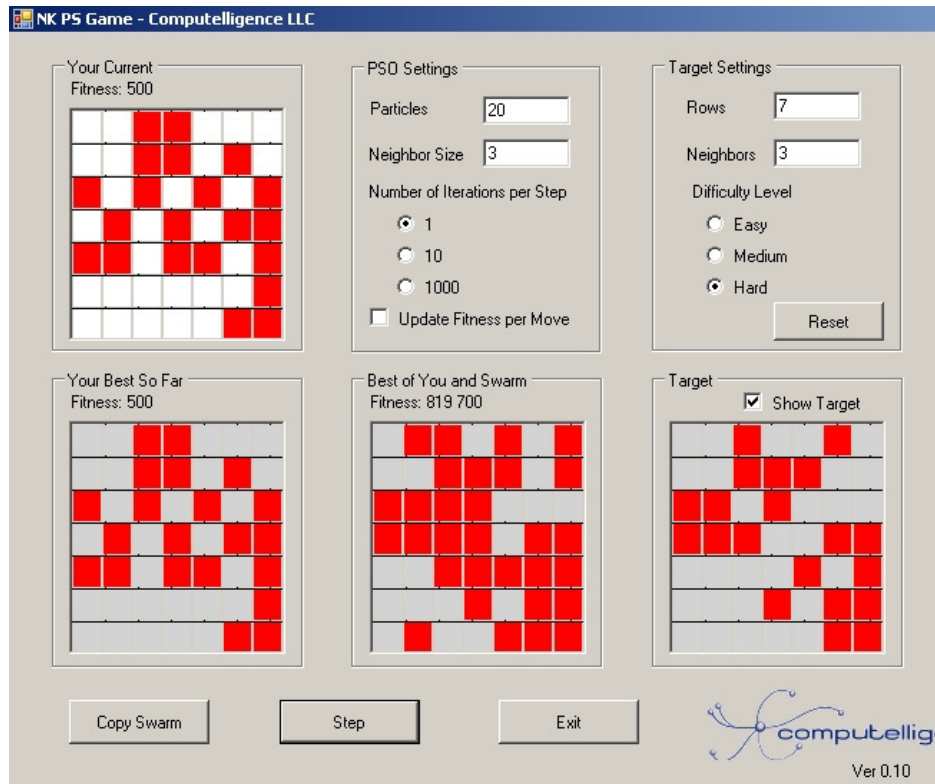 NK PS Game - Computelligence LLC
Your Current
Fitness: 500
PSO Settings
Particles 20
Neighbor Size 3
Number of Iterations per Step
1
10
1000
Update Fitness per Move
Target Settings
Rows 7
Neighbors 3
Difficulty Level
Easy
Medium
Hard
Reset
Your Best So Far
Fitness: 500
Best of You and Swarm
Fitness: 819 700
Target
Show Target
Copy Swarm
Step
Exit
computellig
Ver 0.10